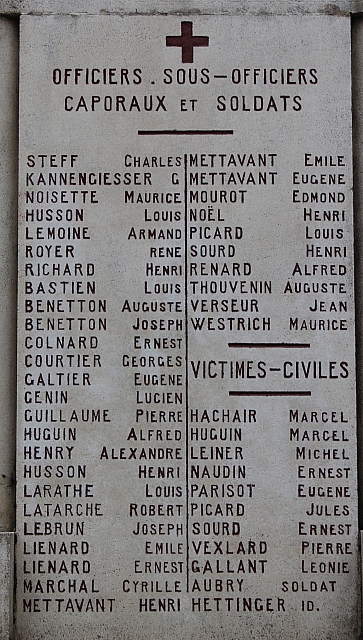 OFFICIERS . SOUS-OFFICIERS
CAPORAUX ET SOLDATS
STEFF CHARLES
KANNENGIESSER G
NOISETTE MAURICE
HUSSON LOUIS
LEMOINE ARMAND
ROYER RENE
RICHARD HENRI
BASTIEN LOUIS
BENETTON AUGUSTE
BENETTON JOSEPH
COLNARD ERNEST
COURTIER GEORGES
GALTIER EUGENE
GENIN LUCIEN
GUILLAUME PIERRE
HUGUIN ALFRED
HENRY ALEXANDRE
HUSSON HENRI
LARATHE LOUIS
LATARCHE ROBERT
LEBRUN JOSEPH
LIENARD EMILE
LIENARD ERNEST
MARCHAL CYRILLE
METTAVANT HENRI
METTAVANT EMILE
METTAVANT EUGENE
MOUROT EDMOND
NOËL HENRI
PICARD LOUIS
SOURD HENRI
RENARD ALFRED
THOUVENIN AUGUSTE
VERSEUR JEAN
WESTRICH MAURICE
VICTIMES-CIVILES
HACHAIR MARCEL
HUGUIN MARCEL
LEINER MICHEL
NAUDIN ERNEST
PARISOT EUGENE
PICARD JULES
SOURD ERNEST
VEXLARD PIERRE
GALLANT LEONIE
AUBRY SOLDAT
HETTINGER ID.